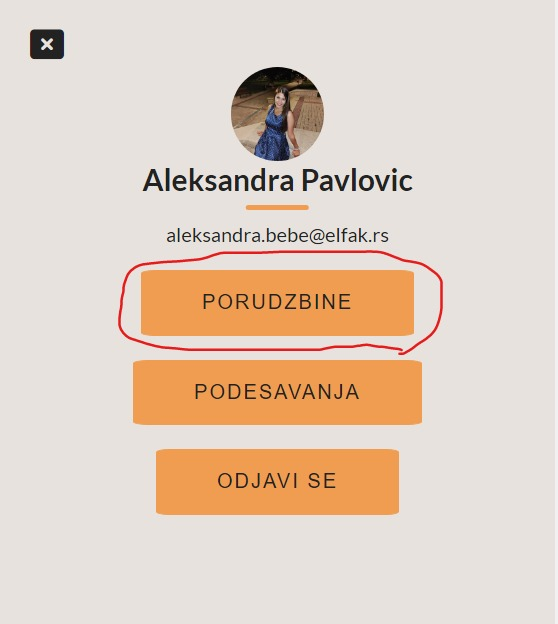 Aleksandra Pavlovic
aleksandra.bebe@elfak.rs
PORUDZBINE
PODESAVANJA
ODJAVI SE